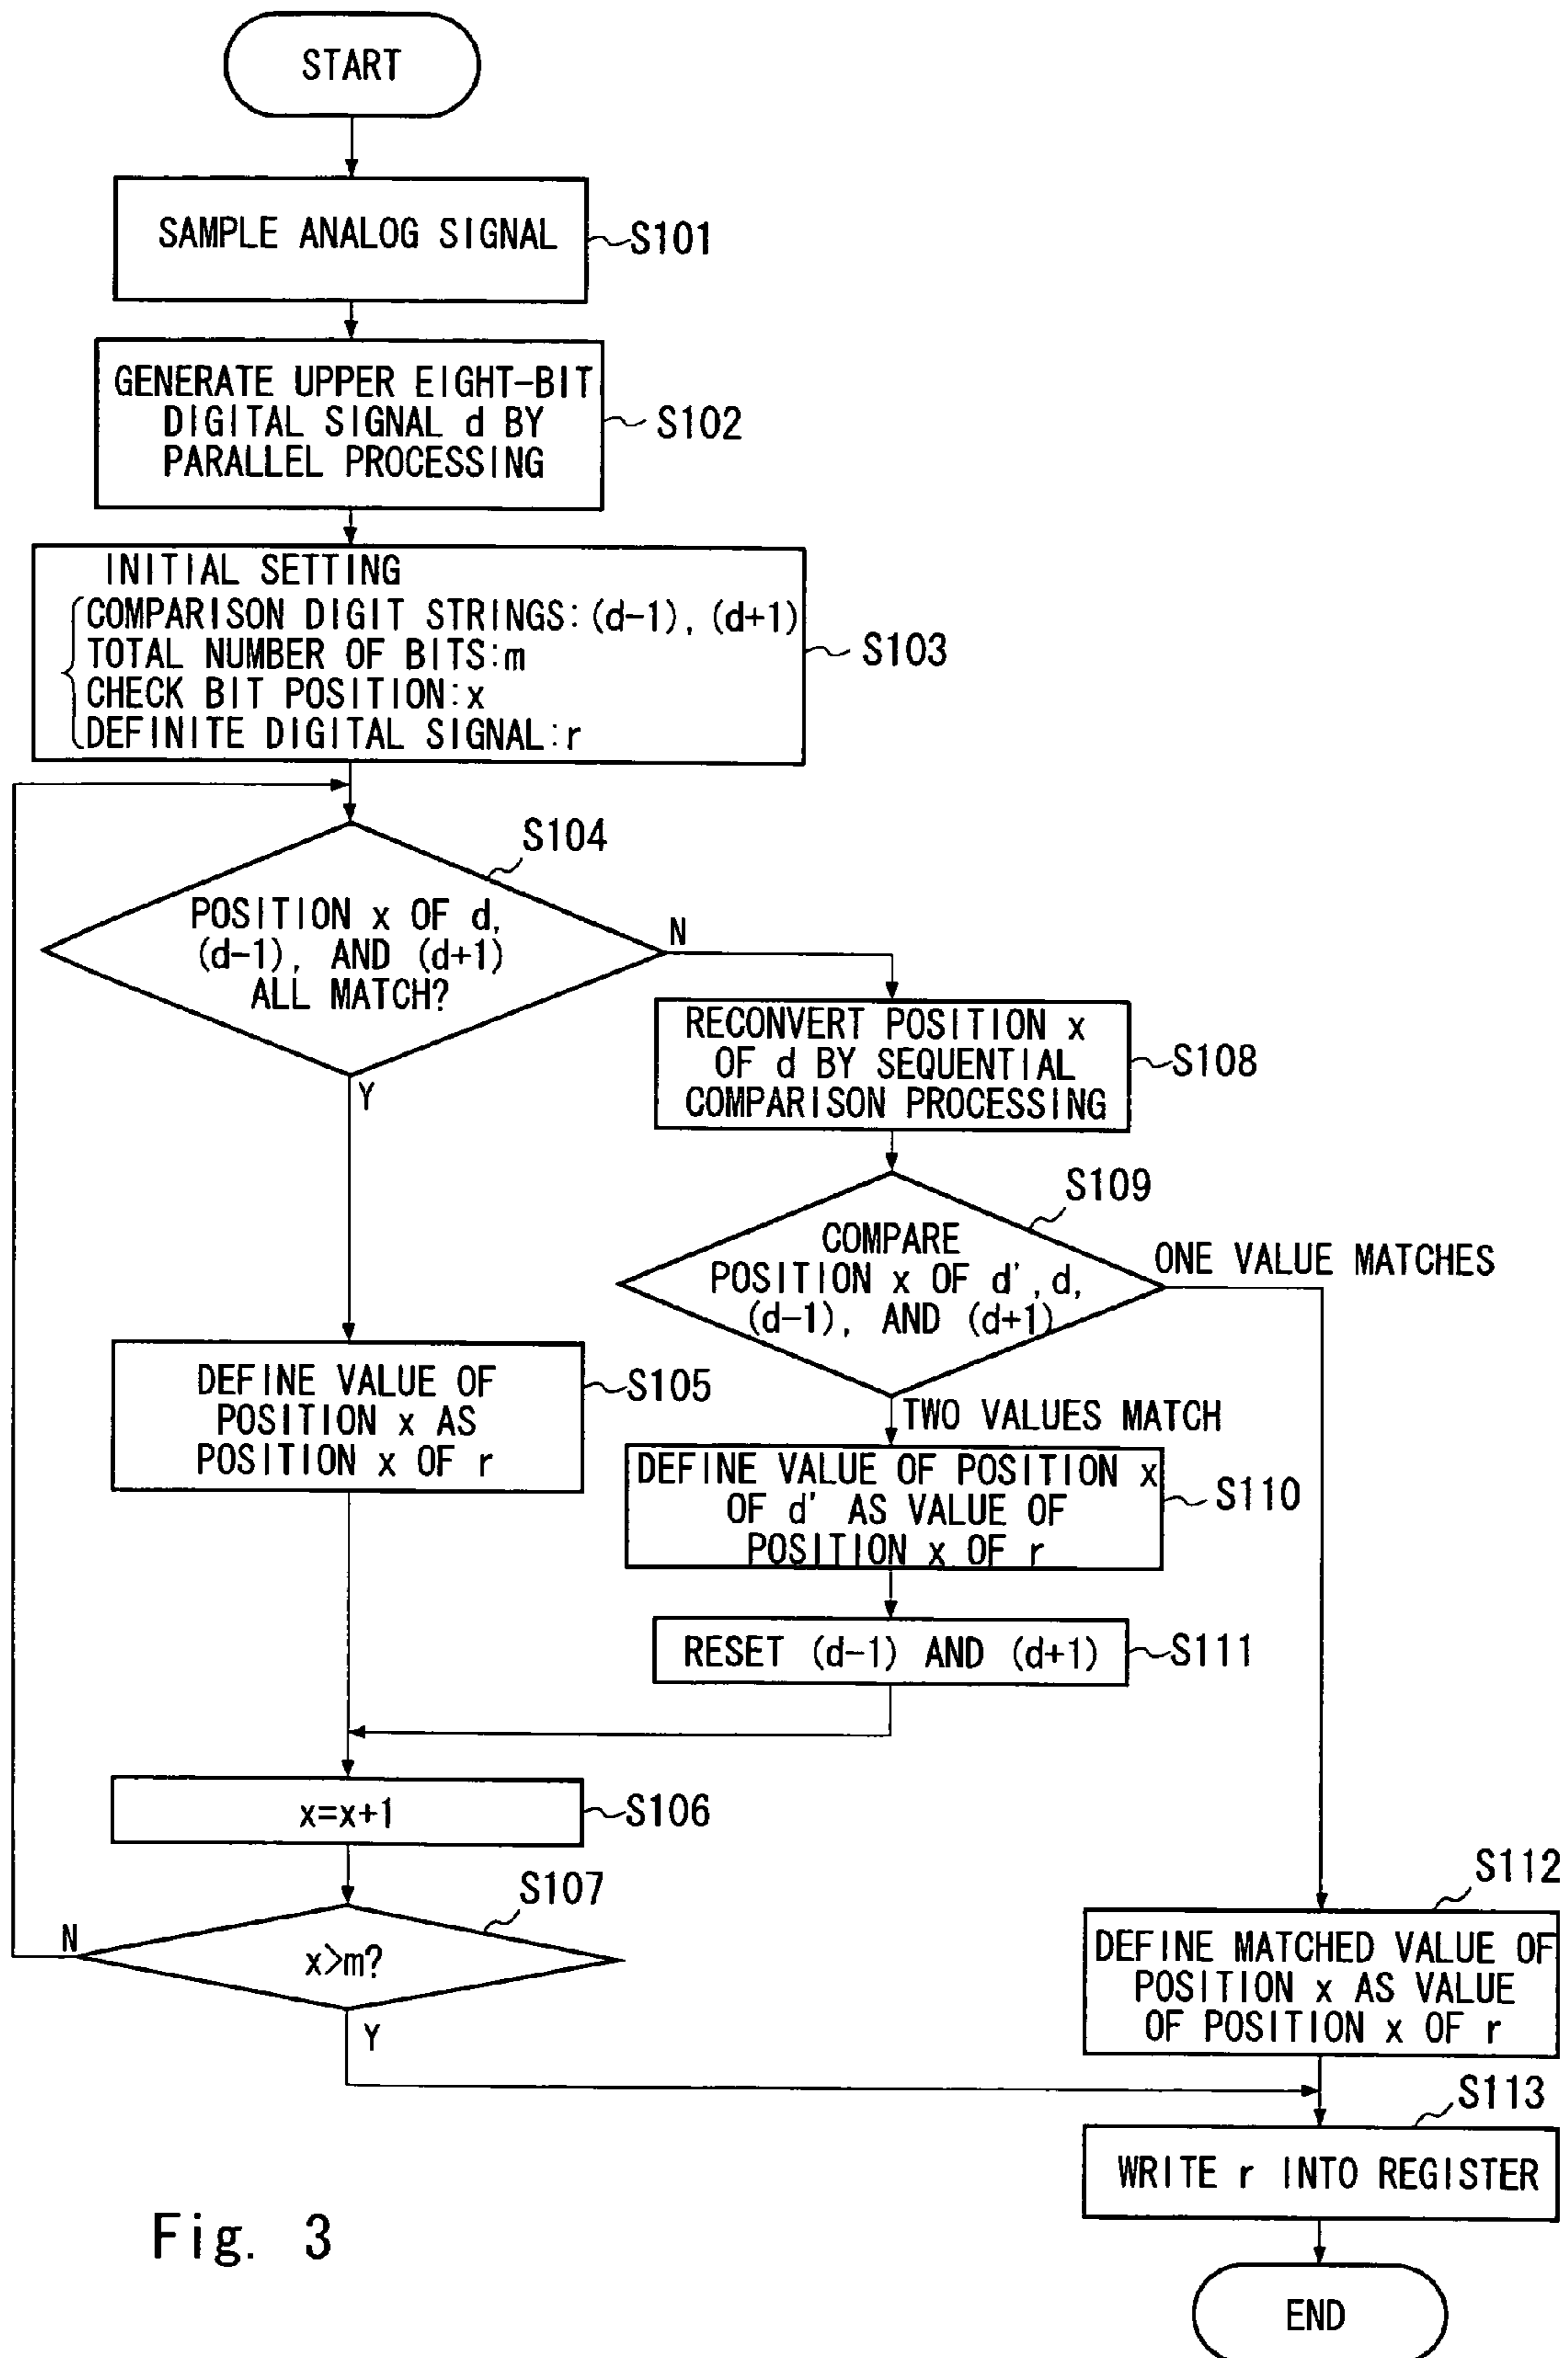 START
SAMPLE ANALOG SIGNAL
S101
GENERATE UPPER EIGHT-BIT
DIGITAL SIGNAL d BY
PARALLEL PROCESSING
S102
INITIAL SETTING
COMPARISON DIGIT STRINGS:(d-1), (d+1)
TOTAL NUMBER OF BITS:m
CHECK BIT POSITION:x
DEFINITE DIGITAL SIGNAL:r
S103
S104
POSITION x OF d,
(d-1), AND (d+1)
ALL MATCH?
N
Y
RECONVERT POSITION x
OF d BY SEQUENTIAL
COMPARISON PROCESSING
S108
S109
COMPARE
POSITION x OF d',d,
(d-1), AND (d+1)
ONE VALUE MATCHES
TWO VALUES MATCH
DEFINE VALUE OF
POSITION x AS
POSITION x OF r
S105
DEFINE VALUE OF POSITION x
OF d' AS VALUE OF
POSITION x OF r
S110
RESET (d-1) AND (d+1)
S111
x=x+1
S106
S107
x>m?
N
Y
S112
DEFINE MATCHED VALUE OF
POSITION x AS VALUE
OF POSITION x OF r
S113
WRITE r INTO REGISTER
END
Fig. 3